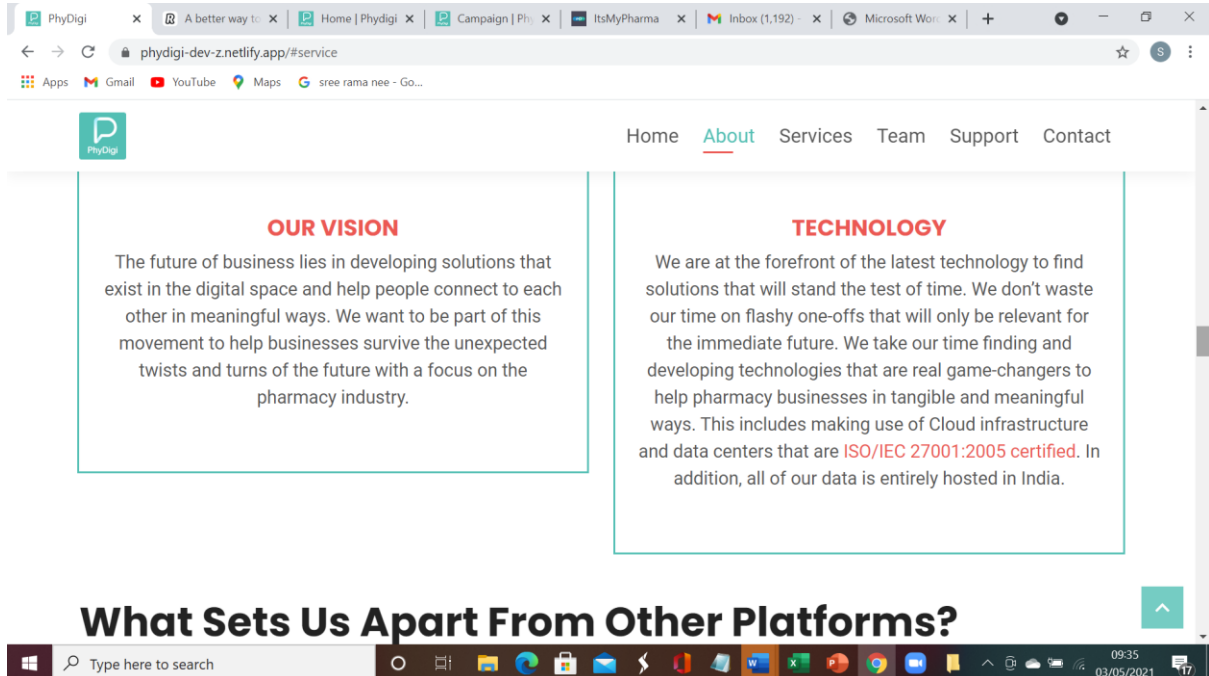 PhyDigi
A better way to
Home | Phydigi
Campaign | Phy
ItsMyPharma
Inbox (1,192) -
Microsoft Word
phydigi-dev-z.netlify.app/#service
S
Apps
Gmail
YouTube
Maps
sree rama nee - Go...
PhyDigi
Home About Services Team Support Contact
OUR VISION
The future of business lies in developing solutions that
exist in the digital space and help people connect to each
other in meaningful ways. We want to be part of this
movement to help businesses survive the unexpected
twists and turns of the future with a focus on the
pharmacy industry.
TECHNOLOGY
We are at the forefront of the latest technology to find
solutions that will stand the test of time. We don’t waste
our time on flashy one-offs that will only be relevant for
the immediate future. We take our time finding and
developing technologies that are real game-changers to
help pharmacy businesses in tangible and meaningful
ways. This includes making use of Cloud infrastructure
and data centers that are ISO/IEC 27001:2005 certified. In
addition, all of our data is entirely hosted in India.
What Sets Us Apart From Other Platforms?
Type here to search
09:35
03/05/2021
17